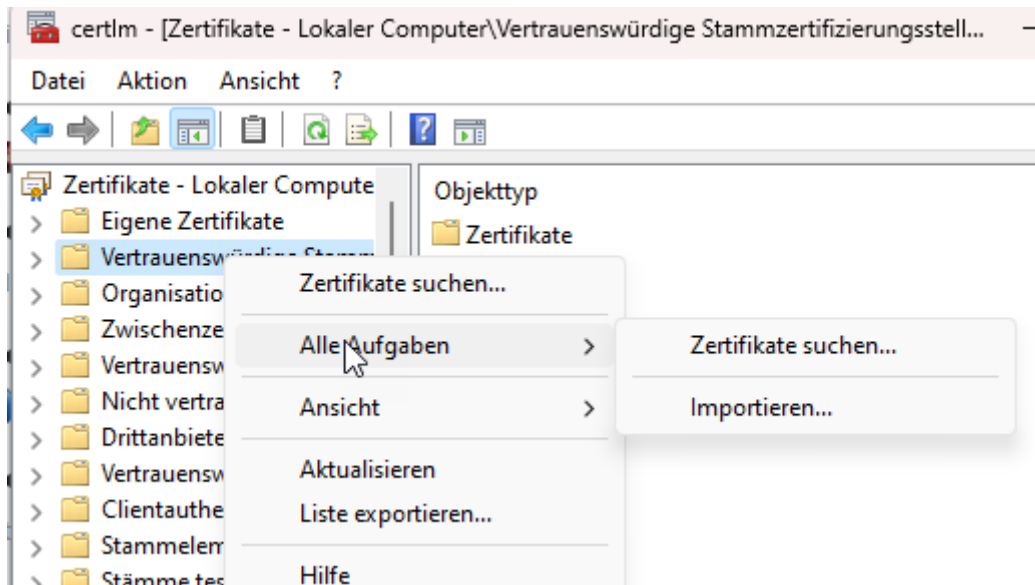 certlm - [Zertifikate - Lokaler Computer\Vertrauenswürdige Stammzertifizierungsstell...
Datei Aktion Ansicht ?
Zertifikate - Lokaler Compute
Eigene Zertifikate
Organisatio
Zwischenze
Vertrauensw
Nicht vertra
Drittanbiete
Vertrauensw
Clientauthe
Stammelem
Stämme tes
Objekttyp
Zertifikate
Zertifikate suchen...
Alle Aufgaben
Ansicht
Aktualisieren
Liste exportieren...
Hilfe
Zertifikate suchen...
Importieren...